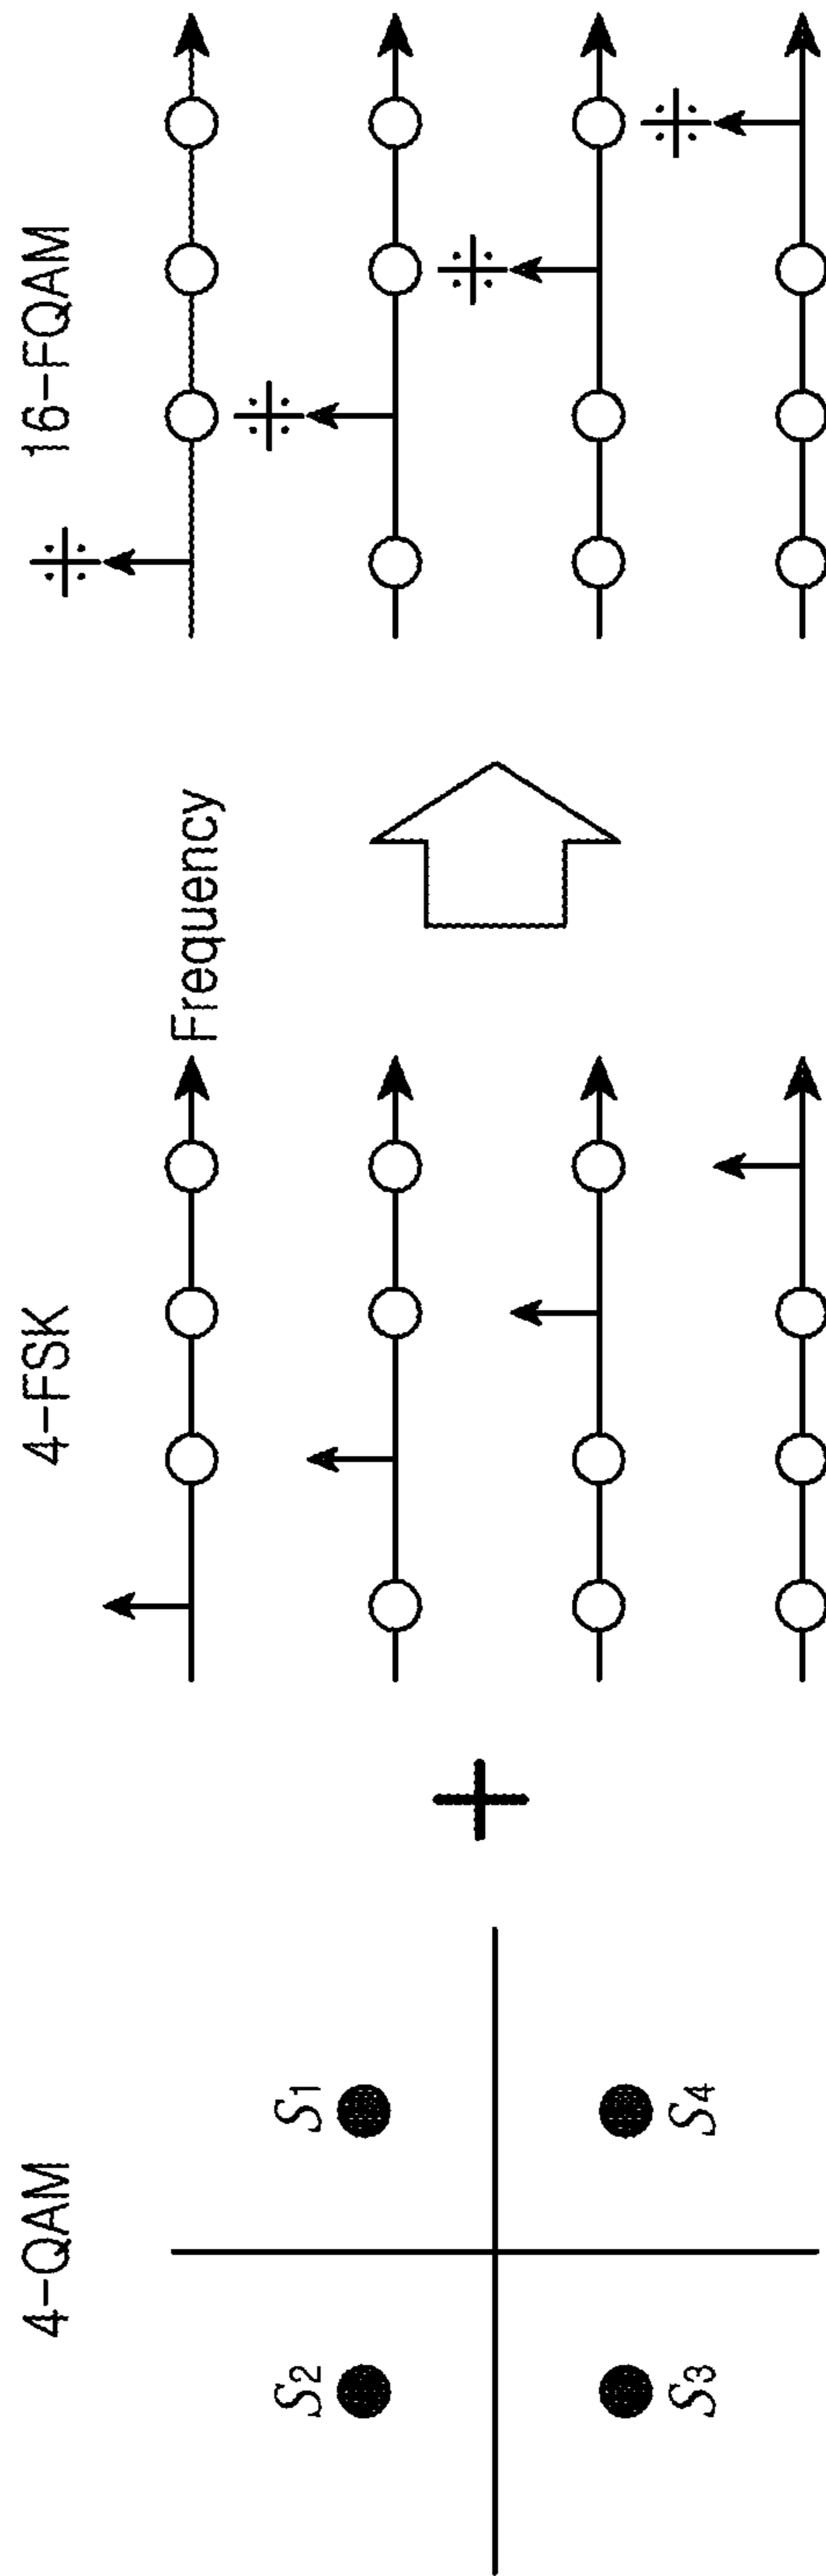 4-QAM
S2
S1
S3
S4
+
4-FSK
Frequency
16-FQAM